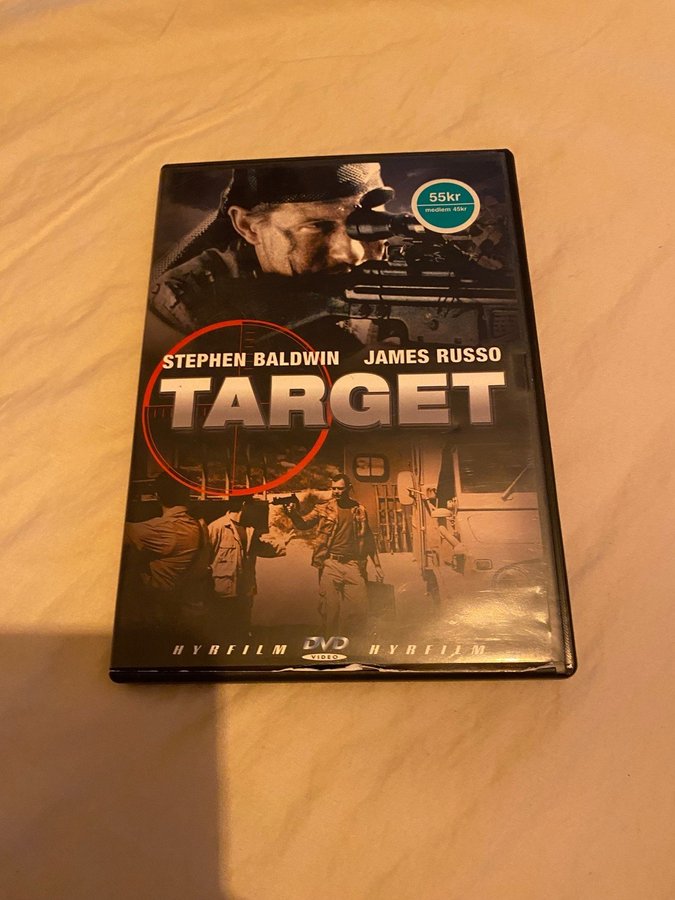 55kr
medlem 45kr
STEPHEN BALDWIN JAMES RUSSO
TARGET
HYRFILM DVD VIDEO HYRFILM